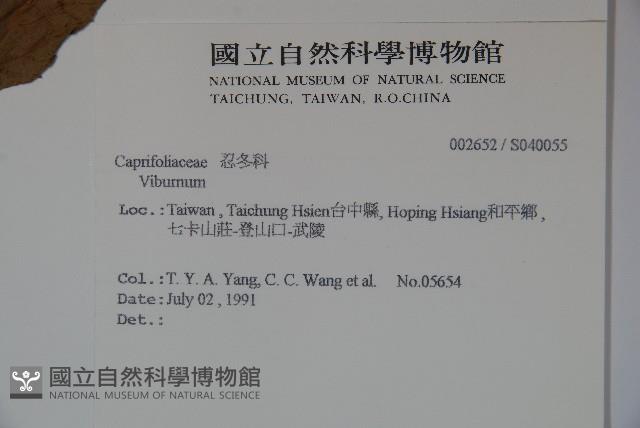 國立自然科學博物館
NATIONAL MUSEUM OF NATURAL SCIENCE
TAICHUNG, TAIWAN, R.O.CHINA
002652 / S040055
Caprifoliaceae 忍冬科
Viburnum
Loc.: Taiwan , Taichung Hsien台中縣, Hoping Hsiang和平鄉 ,
七卡山莊-登山口-武陵
Col.: T. Y. A. Yang, C. C. Wang et al. No.05654
Date: July 02 , 1991
Det.:
國立自然科學博物館
NATIONAL MUSEUM OF NATURAL SCIENCE